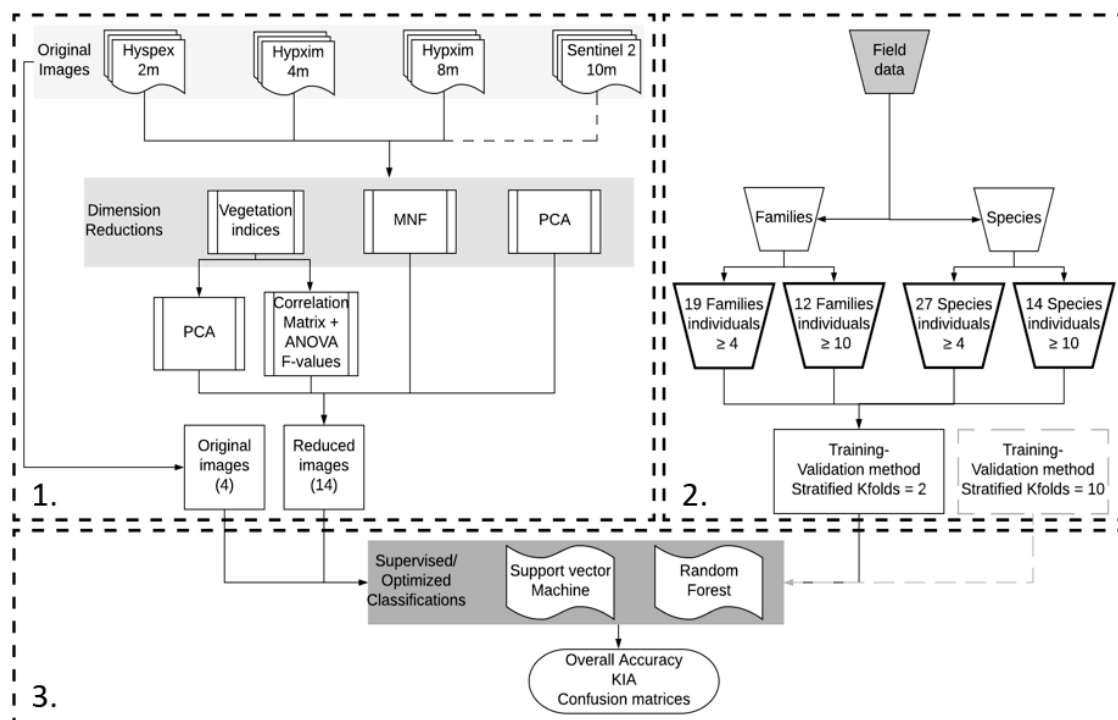 Original
Images
Hyspex
2m
Hypxim
4m
Hypxim
8m
Sentinel 2
10m
Dimension
Reductions
Vegetation
indices
MNF
PCA
PCA
Correlation
Matrix +
ANOVA
F-values
Original
images
(4)
Reduced
images
(14)
1.
Field
data
Families
Species
19 Families
individuals
≥ 4
12 Families
individuals
≥ 10
27 Species
individuals
≥ 4
14 Species
individuals
≥ 10
Training-
Validation method
Stratified Kfolds = 2
Training-
Validation method
Stratified Kfolds = 10
2.
Supervised/
Optimized
Classifications
Support vector
Machine
Random
Forest
Overall Accuracy
KIA
Confusion matrices
3.